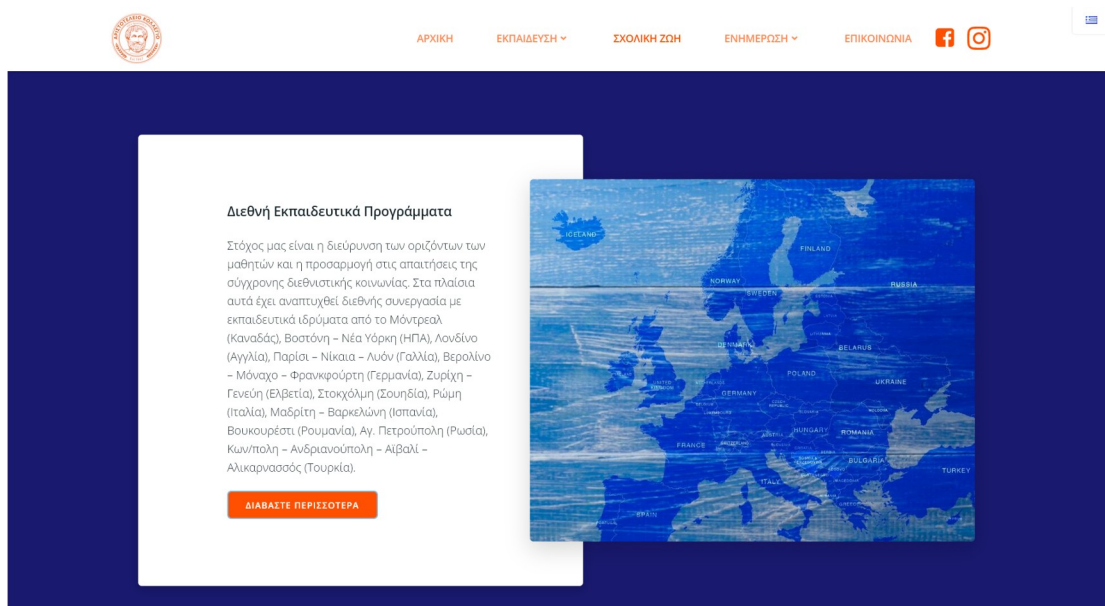 ΑΡΙΣΤΟΤΕΛΕΙΟ ΚΟΛΛΕΓΙΟ
ΑΡΧΙΚΗ
ΕΚΠΑΙΔΕΥΣΗ
ΣΧΟΛΙΚΗ ΖΩΗ
ΕΝΗΜΕΡΩΣΗ
ΕΠΙΚΟΙΝΩΝΙΑ
Διεθνή Εκπαιδευτικά Προγράμματα
Στόχος μας είναι η διεύρυνση των οριζόντων των
μαθητών και η προσαρμογή στις απαιτήσεις της
σύγχρονης διεθνιστικής κοινωνίας. Στα πλαίσια
αυτά έχει αναπτυχθεί διεθνής συνεργασία με
εκπαιδευτικά ιδρύματα από το Μόντρεαλ
(Καναδάς), Βοστόνη – Νέα Υόρκη (ΗΠΑ), Λονδίνο
(Αγγλία), Παρίσι – Νίκαια – Λυόν (Γαλλία), Βερολίνο
– Μόναχο – Φρανκφούρτη (Γερμανία), Ζυρίχη –
Γενεύη (Ελβετία), Στοκχόλμη (Σουηδία), Ρώμη
(Ιταλία), Μαδρίτη – Βαρκελώνη (Ισπανία),
Βουκουρέστι (Ρουμανία), Αγ. Πετρούπολη (Ρωσία),
Κων/πολη – Ανδριανούπολη – Αϊβαλί –
Αλικαρνασσός (Τουρκία).
ΔΙΑΒΑΣΤΕ ΠΕΡΙΣΣΟΤΕΡΑ
ICELAND
FINLAND
NORWAY
RUSSIA
SWEDEN
DENMARK
BELARUS
POLAND
UNITED
KINGDOM
UKRAINE
GERMANY
HUNGARY
ROMANIA
FRANCE
BULGARIA
TURKEY
ITALY
SPAIN